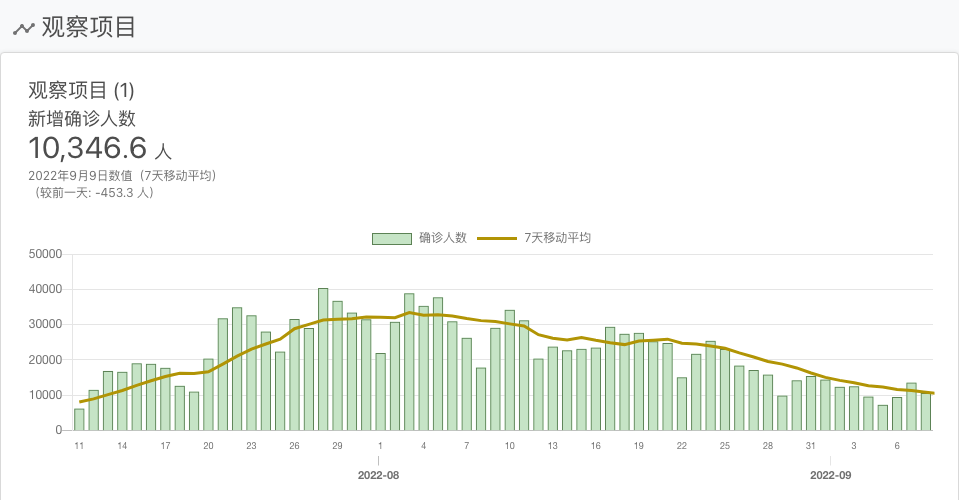 观察项目
观察项目 (1)
新增确诊人数
10,346.6 人
2022年9月9日数值（7天移动平均）
（较前一天: -453.3 人）
确诊人数 7天移动平均
50000
40000
30000
20000
10000
0
11 14 17 20 23 26 29 1 4 7 10 13 16 19 22 25 28 31 3 6
2022-08 2022-09